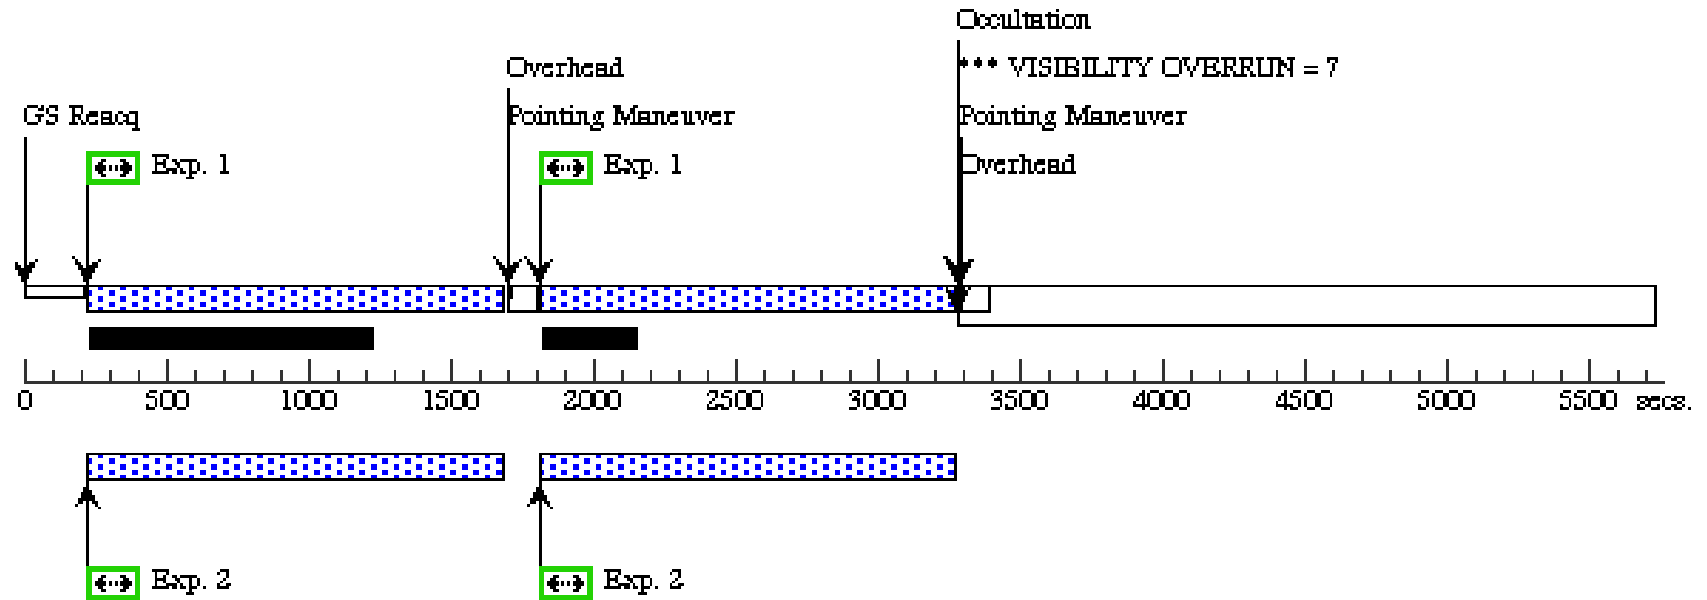 Occultation
Overhead
*** VISIBILITY OVERRUN = 7
GS Reacq
Pointing Maneuver
Pointing Maneuver
Exp. 1
Exp. 1
Overhead
0 500 1000 1500 2000 2500 3000 3500 4000 4500 5000 5500 secs.
Exp. 2
Exp. 2